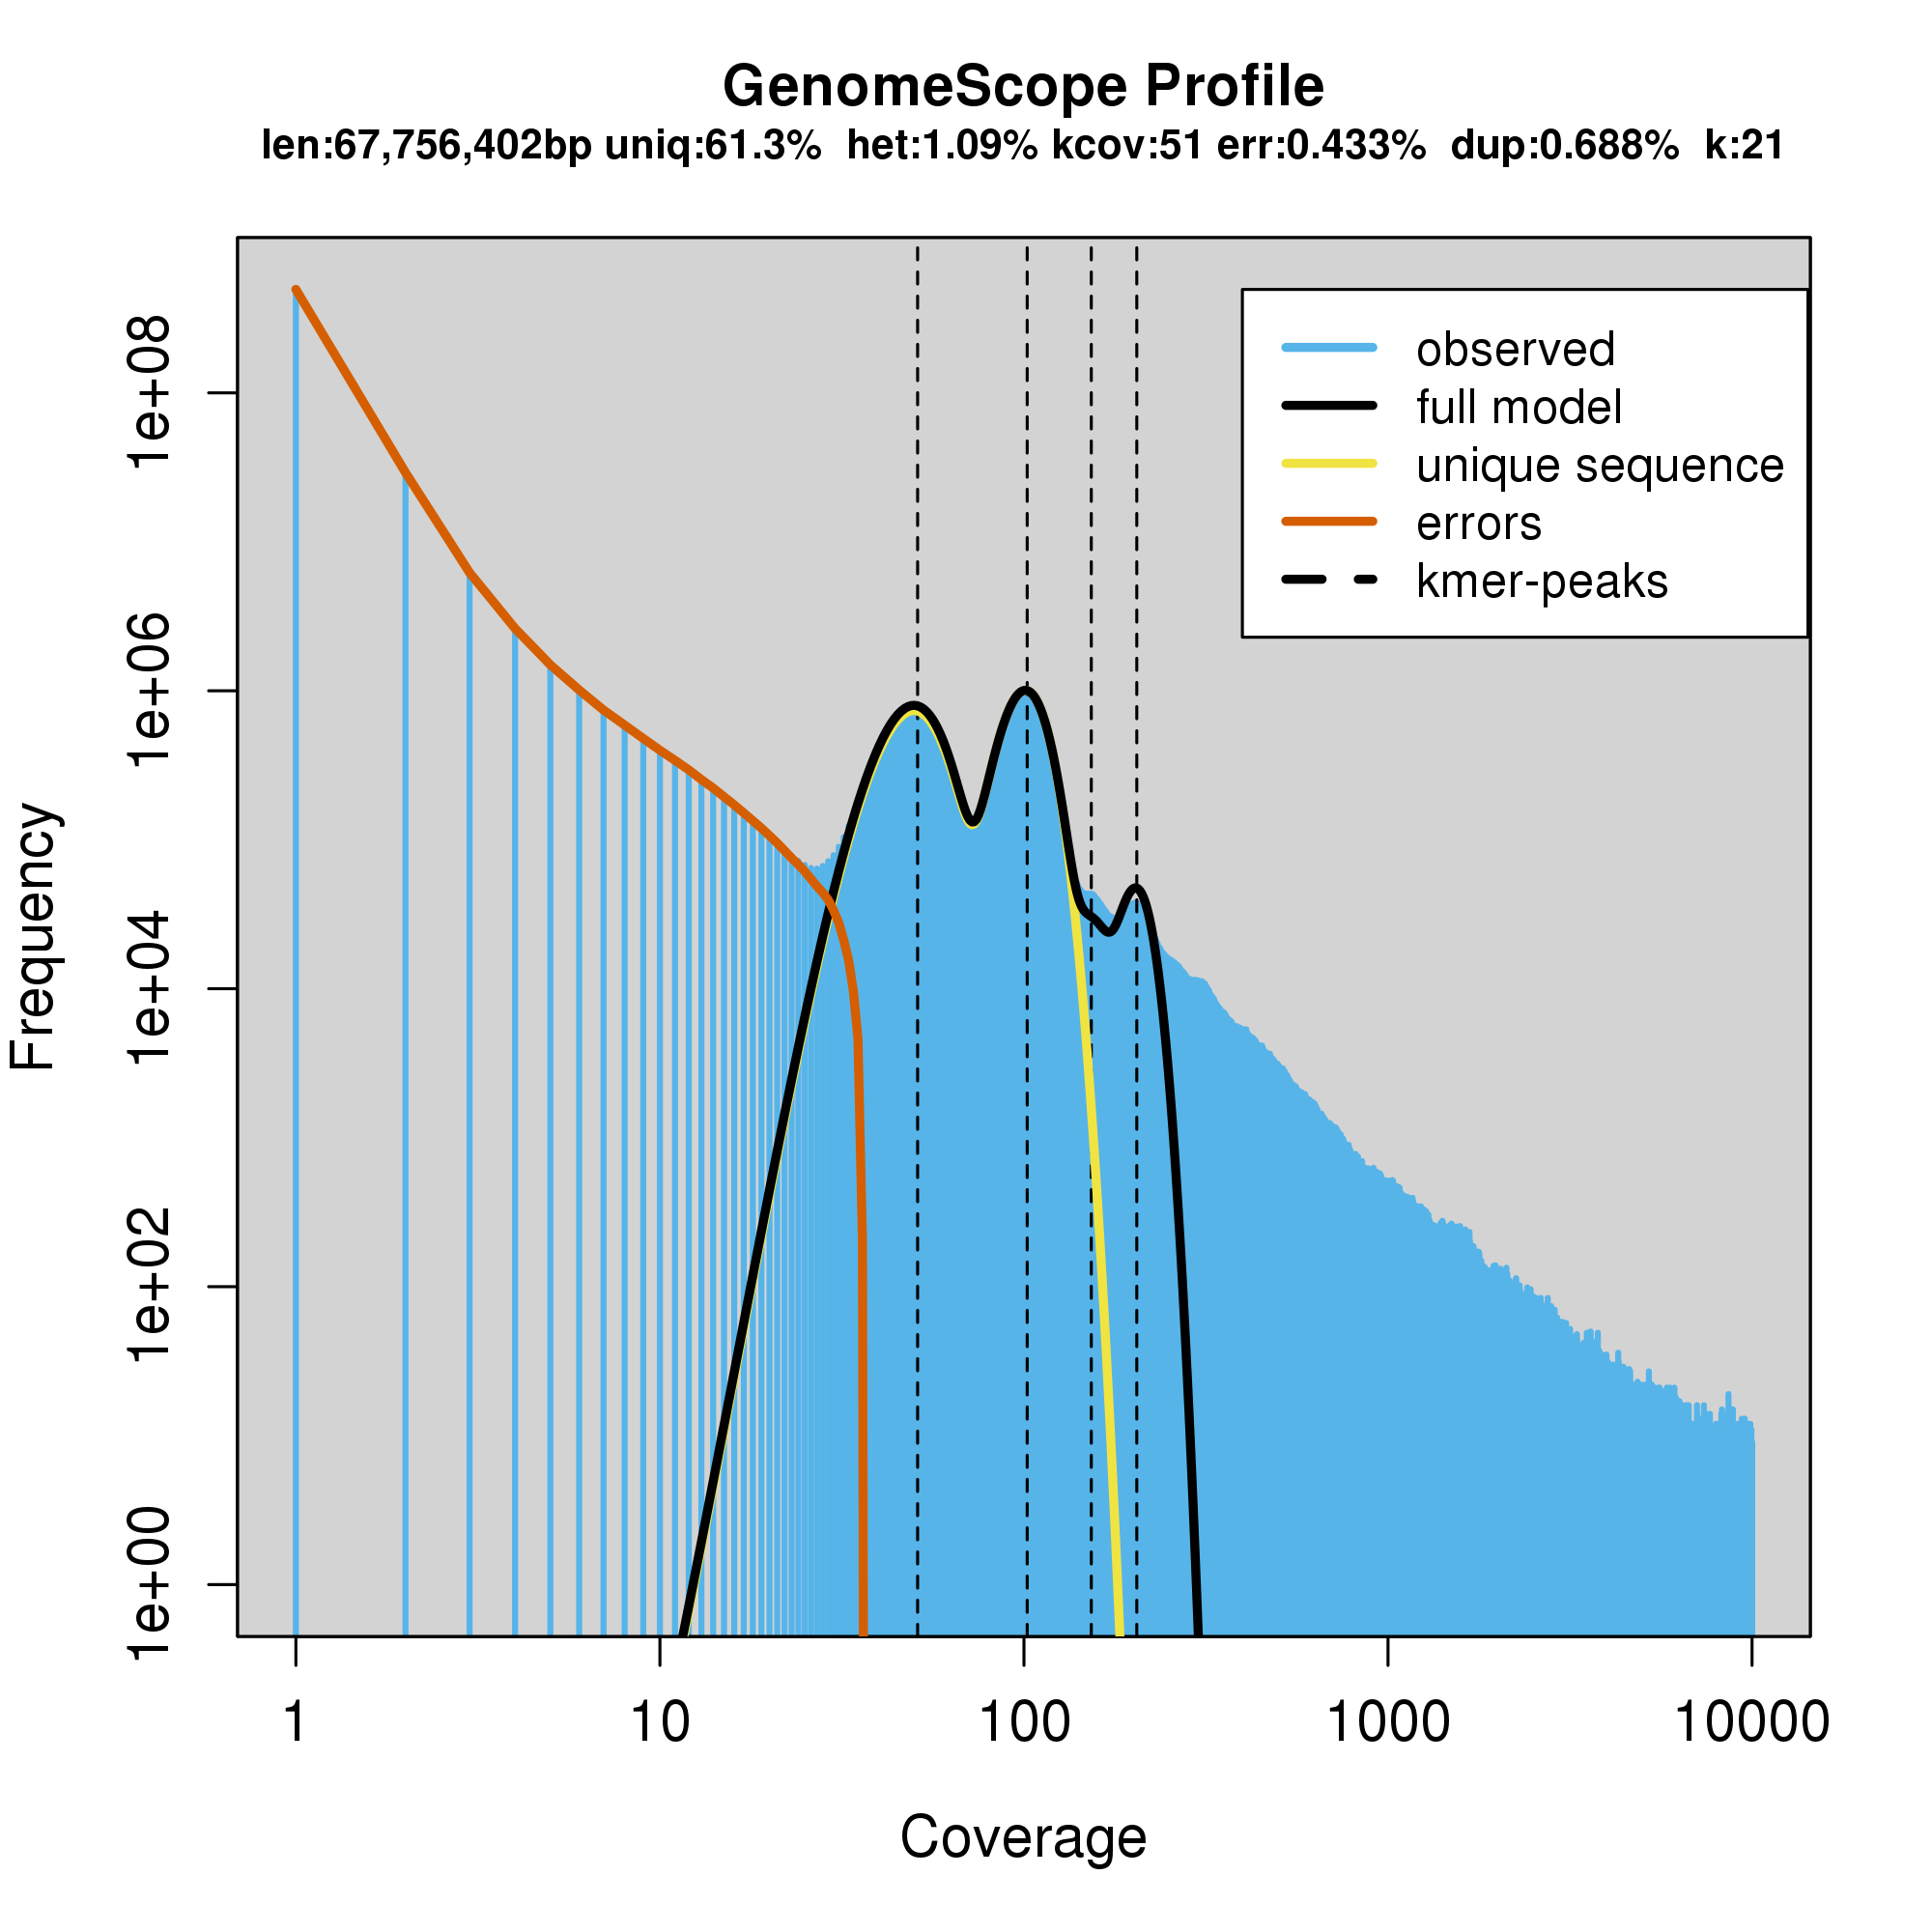 GenomeScope Profile
len:67,756,402bp uniq:61.3% het:1.09% kcov:51 err:0.433% dup:0.688% k:21
observed
full model
unique sequence
errors
kmer-peaks
Frequency
1e+08
1e+06
1e+04
1e+02
1e+00
1 10 100 1000 10000
Coverage